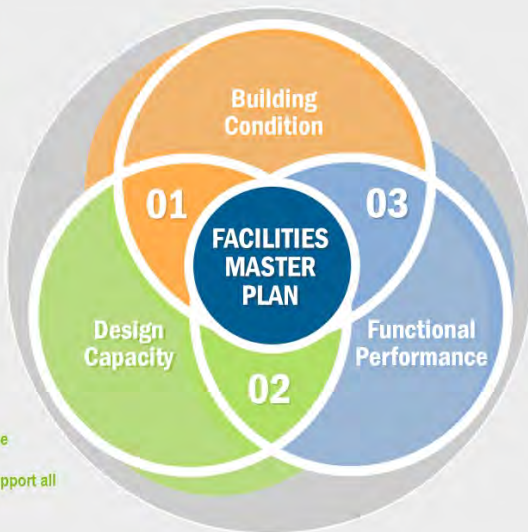 Building
Condition
01
03
FACILITIES
MASTER
PLAN
Design
Capacity
Functional
Performance
02
pport all